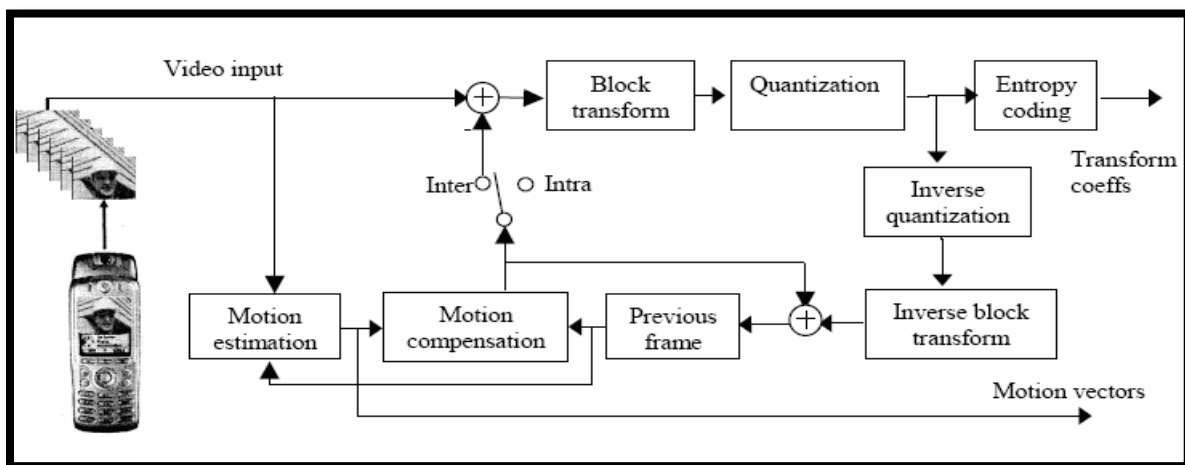 Video input
Block
transform
Quantization
Entropy
coding
Transform
coeffs
-
Inter
Intra
Inverse
quantization
Motion
estimation
Motion
compensation
Previous
frame
Inverse block
transform
Motion vectors